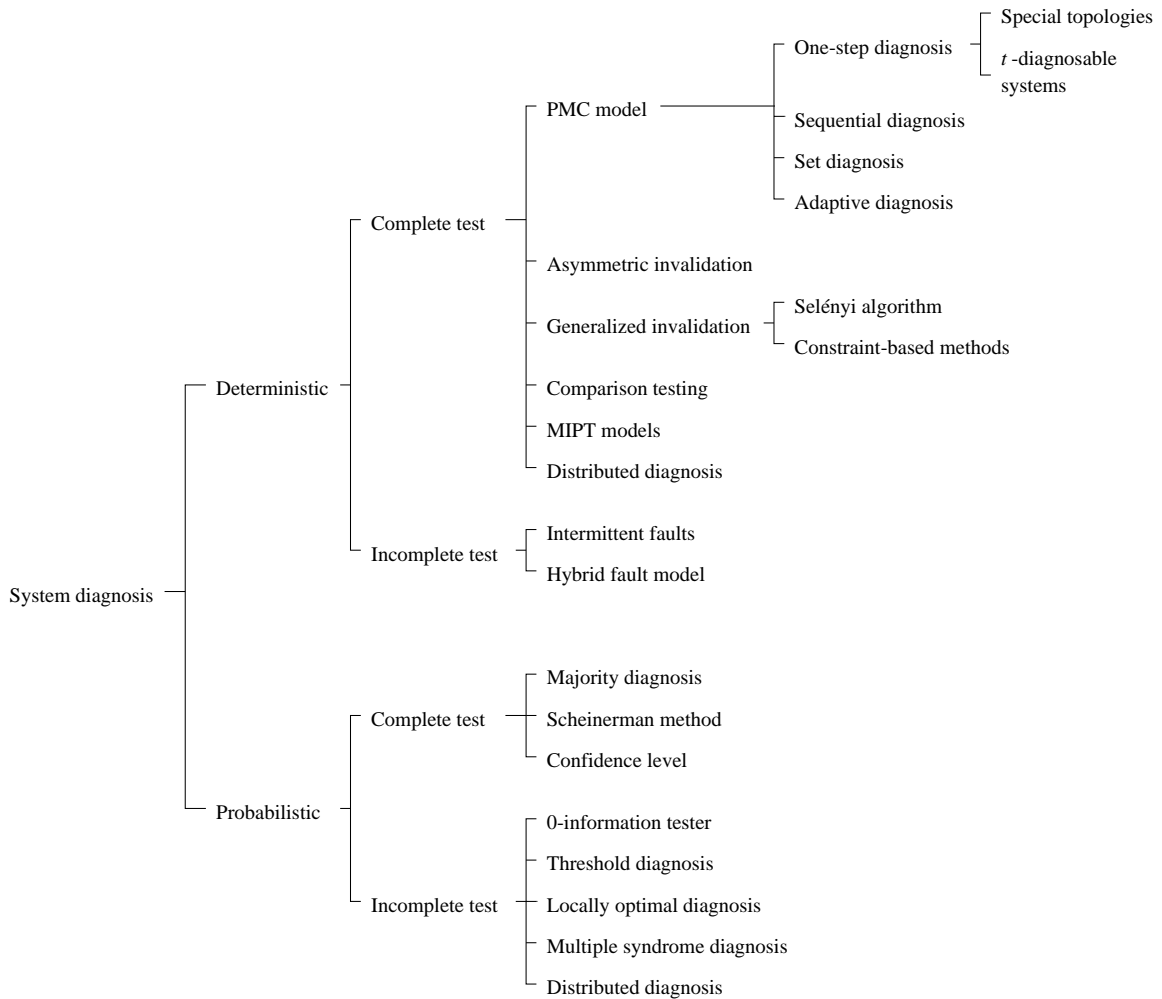 Special topologies
One-step diagnosis
t -diagnosable
systems
PMC model
Sequential diagnosis
Set diagnosis
Adaptive diagnosis
Complete test
Asymmetric invalidation
Selényi algorithm
Generalized invalidation
Constraint-based methods
Deterministic
Comparison testing
MIPT models
Distributed diagnosis
Intermittent faults
Incomplete test
Hybrid fault model
System diagnosis
Majority diagnosis
Complete test
Scheinerman method
Confidence level
Probabilistic
0-information tester
Threshold diagnosis
Incomplete test
Locally optimal diagnosis
Multiple syndrome diagnosis
Distributed diagnosis